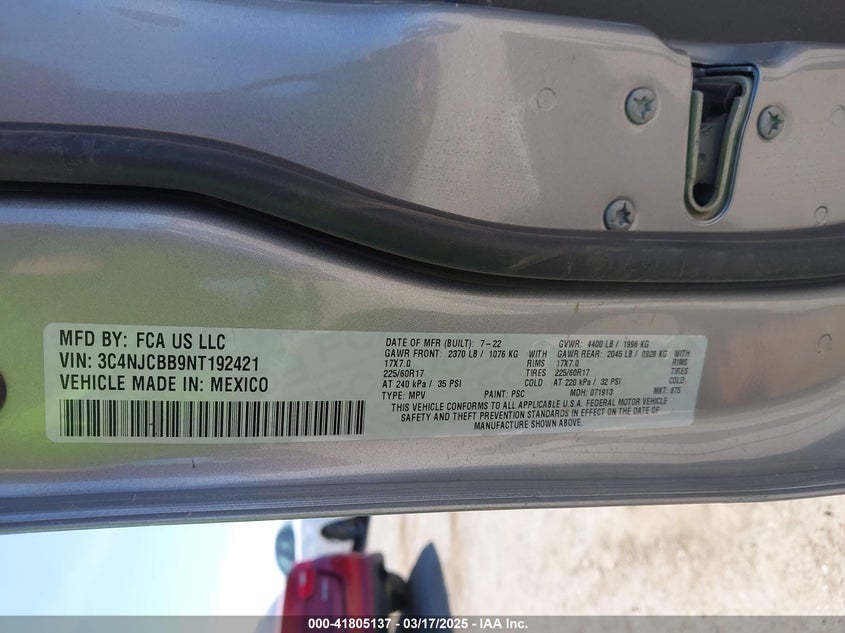 MFD BY: FCA US LLC
VIN: 3C4NJCBB9NT192421
VEHICLE MADE IN: MEXICO
DATE OF MFR (BUILT): 7-22 GVWR: 4400 LB / 1996 KG
GAWR FRONT: 2370 LB / 1076 KG GAWR REAR: 2045 LB / 0928 KG
17X7.0 RIMS 17X7.0 RIMS
225/60R17 TIRES 225/60R17 TIRES
AT 240 kPa / 35 PSI COLD AT 220 kPa / 32 PSI COLD
TYPE: MPV PAINT: PSC MDH: 071913 MKT: 875
THIS VEHICLE CONFORMS TO ALL APPLICABLE U.S.A. FEDERAL MOTOR VEHICLE
SAFETY AND THEFT PREVENTION STANDARDS IN EFFECT ON THE DATE OF
MANUFACTURE SHOWN ABOVE.
000-41805137 - 03/17/2025 - IAA Inc.